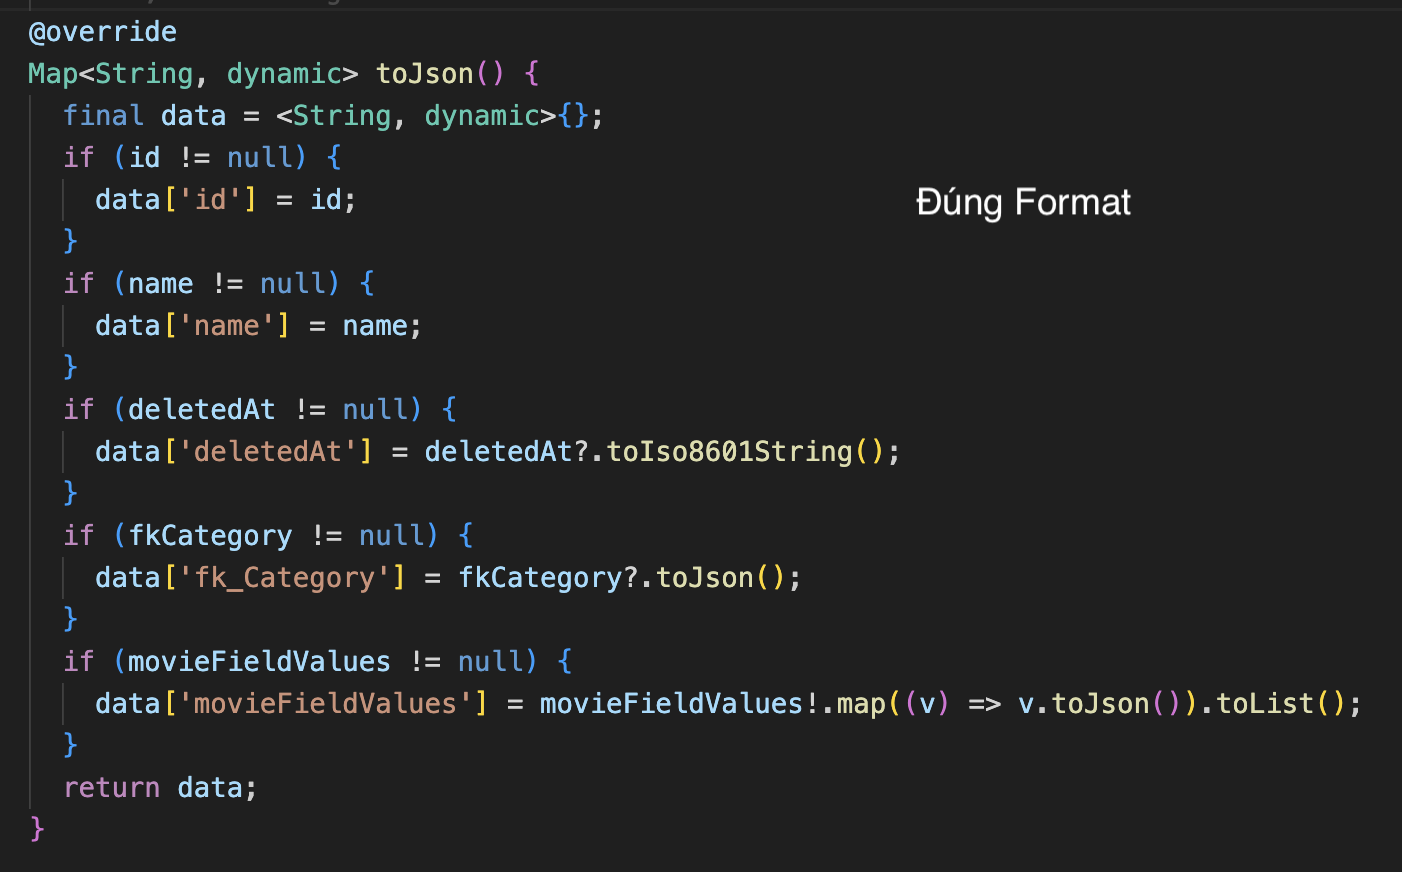 @override
Map<String, dynamic> toJson() {
  final data = <String, dynamic>{};
  if (id != null) {
    data['id'] = id;
Đúng Format
  }
  if (name != null) {
    data['name'] = name;
  }
  if (deletedAt != null) {
    data['deletedAt'] = deletedAt?.toIso8601String();
  }
  if (fkCategory != null) {
    data['fk_Category'] = fkCategory?.toJson();
  }
  if (movieFieldValues != null) {
    data['movieFieldValues'] = movieFieldValues!.map((v) => v.toJson()).toList();
  }
  return data;
}